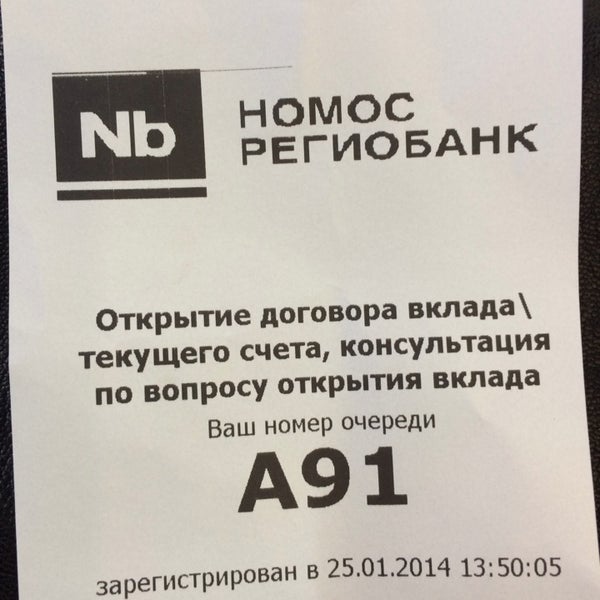 Nb
НОМОС
РЕГИОБАНК
Открытие договора вклада\
текущего счета, консультация
по вопросу открытия вклада
Ваш номер очереди
А91
зарегистрирован в 25.01.2014 13:50:05